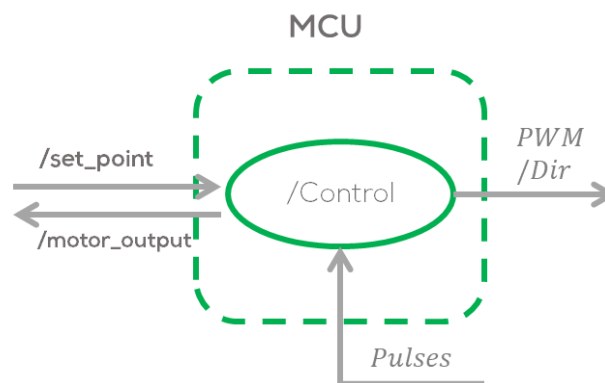 MCU
/set_point
/motor_output
/Control
PWM
/Dir
Pulses